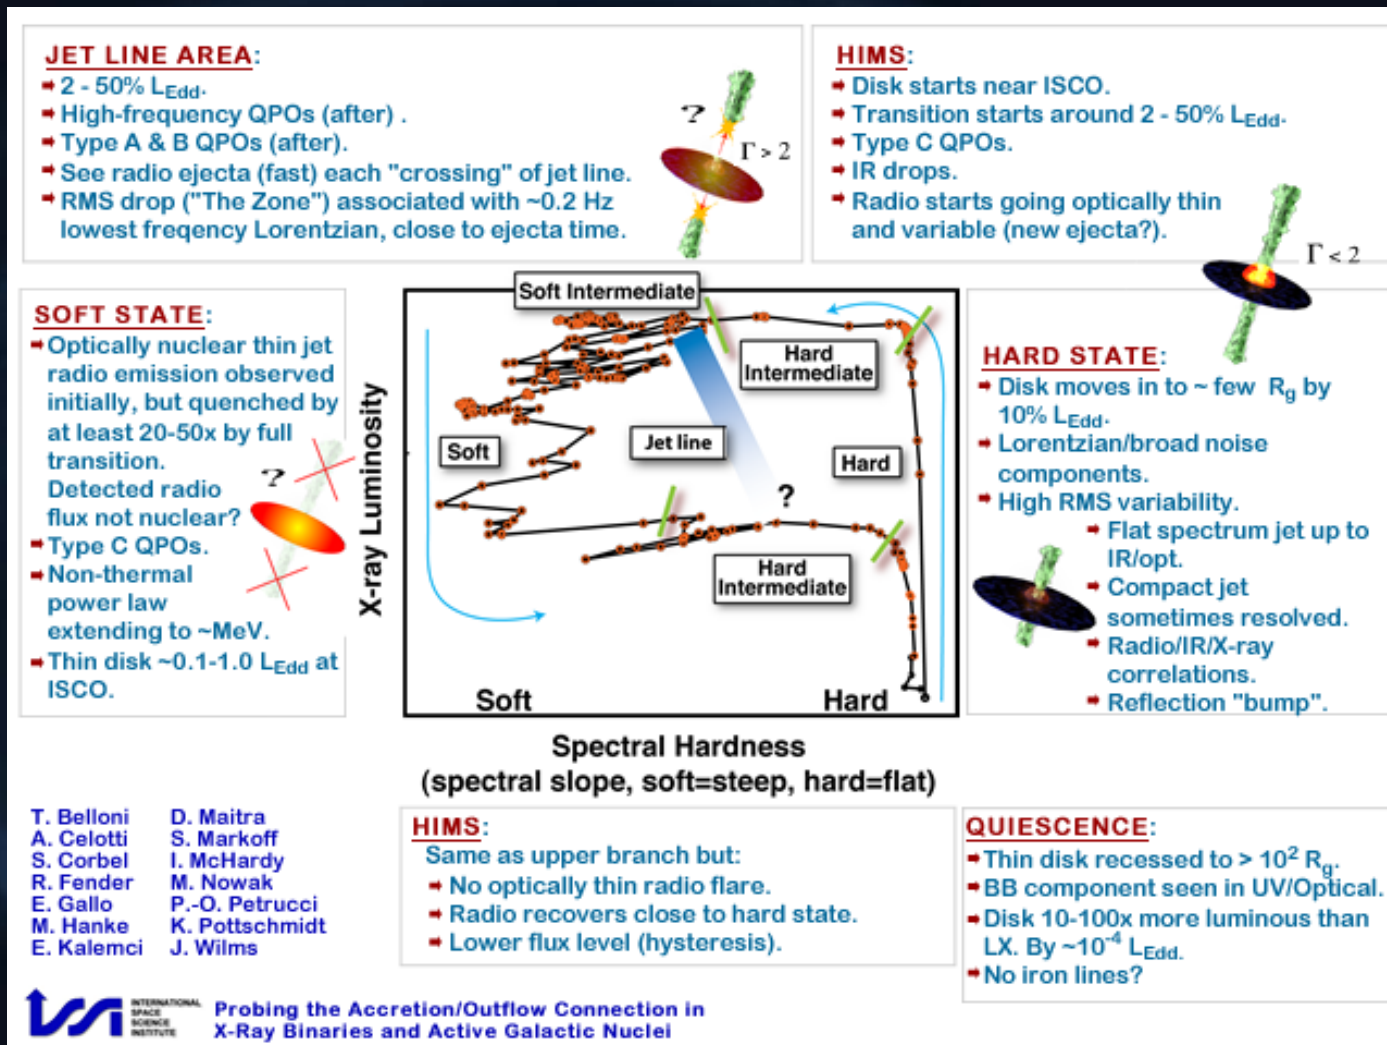 JET LINE AREA:
➡ 2 - 50% L_Edd.
➡ High-frequency QPOs (after) .
➡ Type A & B QPOs (after).
➡ See radio ejecta (fast) each "crossing" of jet line.
➡ RMS drop ("The Zone") associated with ~0.2 Hz
lowest freqency Lorentzian, close to ejecta time.
?
Γ > 2
HIMS:
➡ Disk starts near ISCO.
➡ Transition starts around 2 - 50% L_Edd.
➡ Type C QPOs.
➡ IR drops.
➡ Radio starts going optically thin
and variable (new ejecta?).
Γ < 2
SOFT STATE:
➡ Optically nuclear thin jet
radio emission observed
initially, but quenched by
at least 20-50x by full
transition.
Detected radio
flux not nuclear?
➡ Type C QPOs.
➡ Non-thermal
power law
extending to ~MeV.
➡ Thin disk ~0.1-1.0 L_Edd at
ISCO.
?
X-ray Luminosity
Soft Intermediate
Hard
Intermediate
Soft
Jet line
Hard
?
Hard
Intermediate
Soft
Hard
Spectral Hardness
(spectral slope, soft=steep, hard=flat)
HARD STATE:
➡ Disk moves in to ~ few R_g by
10% L_Edd.
➡ Lorentzian/broad noise
components.
➡ High RMS variability.
➡ Flat spectrum jet up to
IR/opt.
➡ Compact jet
sometimes resolved.
➡ Radio/IR/X-ray
correlations.
➡ Reflection "bump".
T. Belloni
A. Celotti
S. Corbel
R. Fender
E. Gallo
M. Hanke
E. Kalemci
D. Maitra
S. Markoff
I. McHardy
M. Nowak
P.-O. Petrucci
K. Pottschmidt
J. Wilms
HIMS:
Same as upper branch but:
➡ No optically thin radio flare.
➡ Radio recovers close to hard state.
➡ Lower flux level (hysteresis).
QUIESCENCE:
➡ Thin disk recessed to > 10² R_g.
➡ BB component seen in UV/Optical.
➡ Disk 10-100x more luminous than
LX. By ~10⁻⁴ L_Edd.
➡ No iron lines?
ISSI
INTERNATIONAL
SPACE
SCIENCE
INSTITUTE
Probing the Accretion/Outflow Connection in
X-Ray Binaries and Active Galactic Nuclei